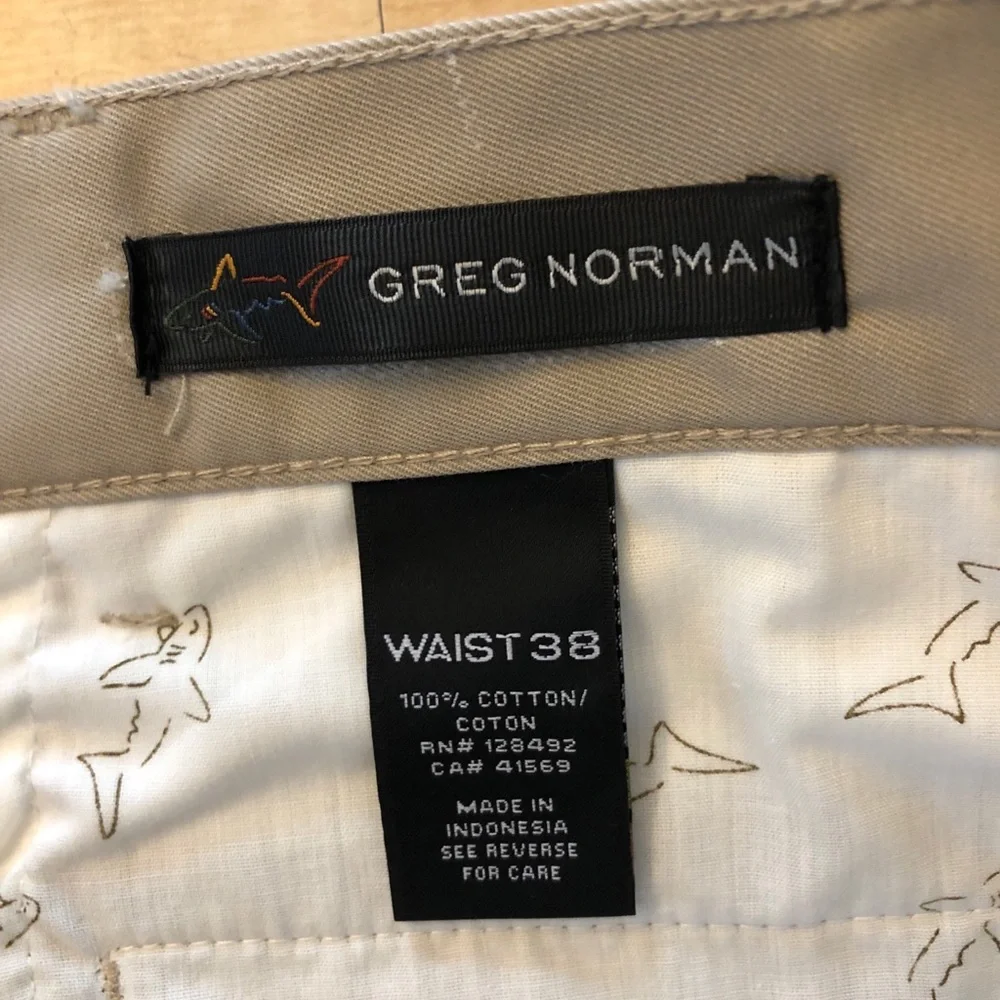 GREG NORMAN
WAIST 38
100% COTTON/
COTON
RN# 128492
CA# 41569
MADE IN
INDONESIA
SEE REVERSE
FOR CARE